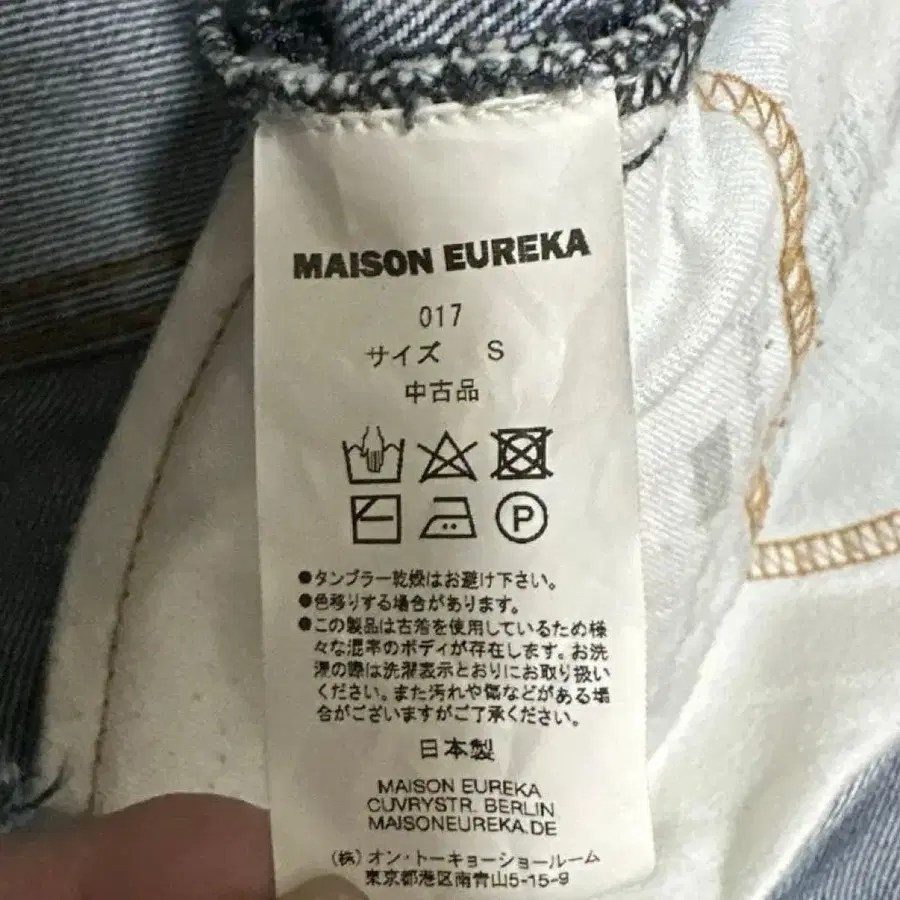 MAISON EUREKA
017
サイズ S
中古品
P
●タンブラー乾燥はお避け下さい。
●色移りする場合があります。
●この製品は古着を使用しているため様
々な混率のボディが存在します。お洗
濯の際は洗濯表示とおりにお取り扱い
ください。また汚れや傷などがある場
合がございますがご了承ください。
日本製
MAISON EUREKA
CUVRYSTR. BERLIN
MAISONEUREKA.DE
(株)オン・トーキョーショールーム
東京都港区南青山5-15-9